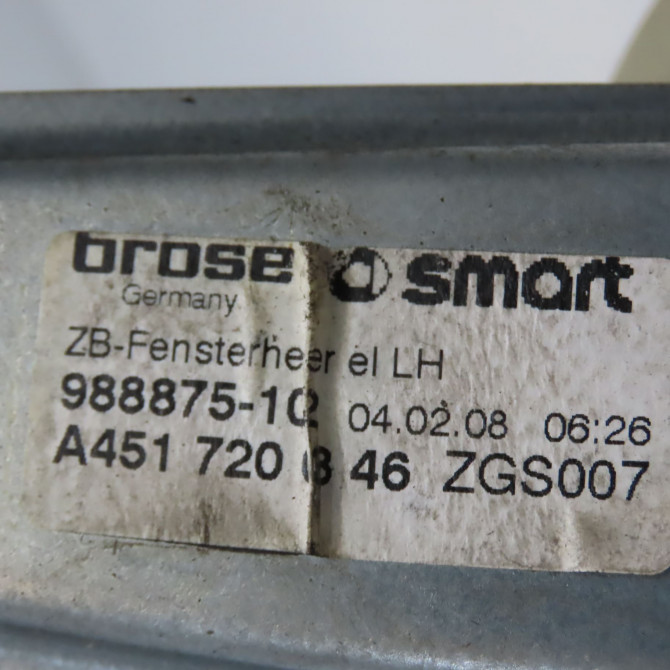 brose smart
Germany
ZB-Fensterheer el LH
988875-10 04.02.08 06:26
A451 720 46 ZGS007